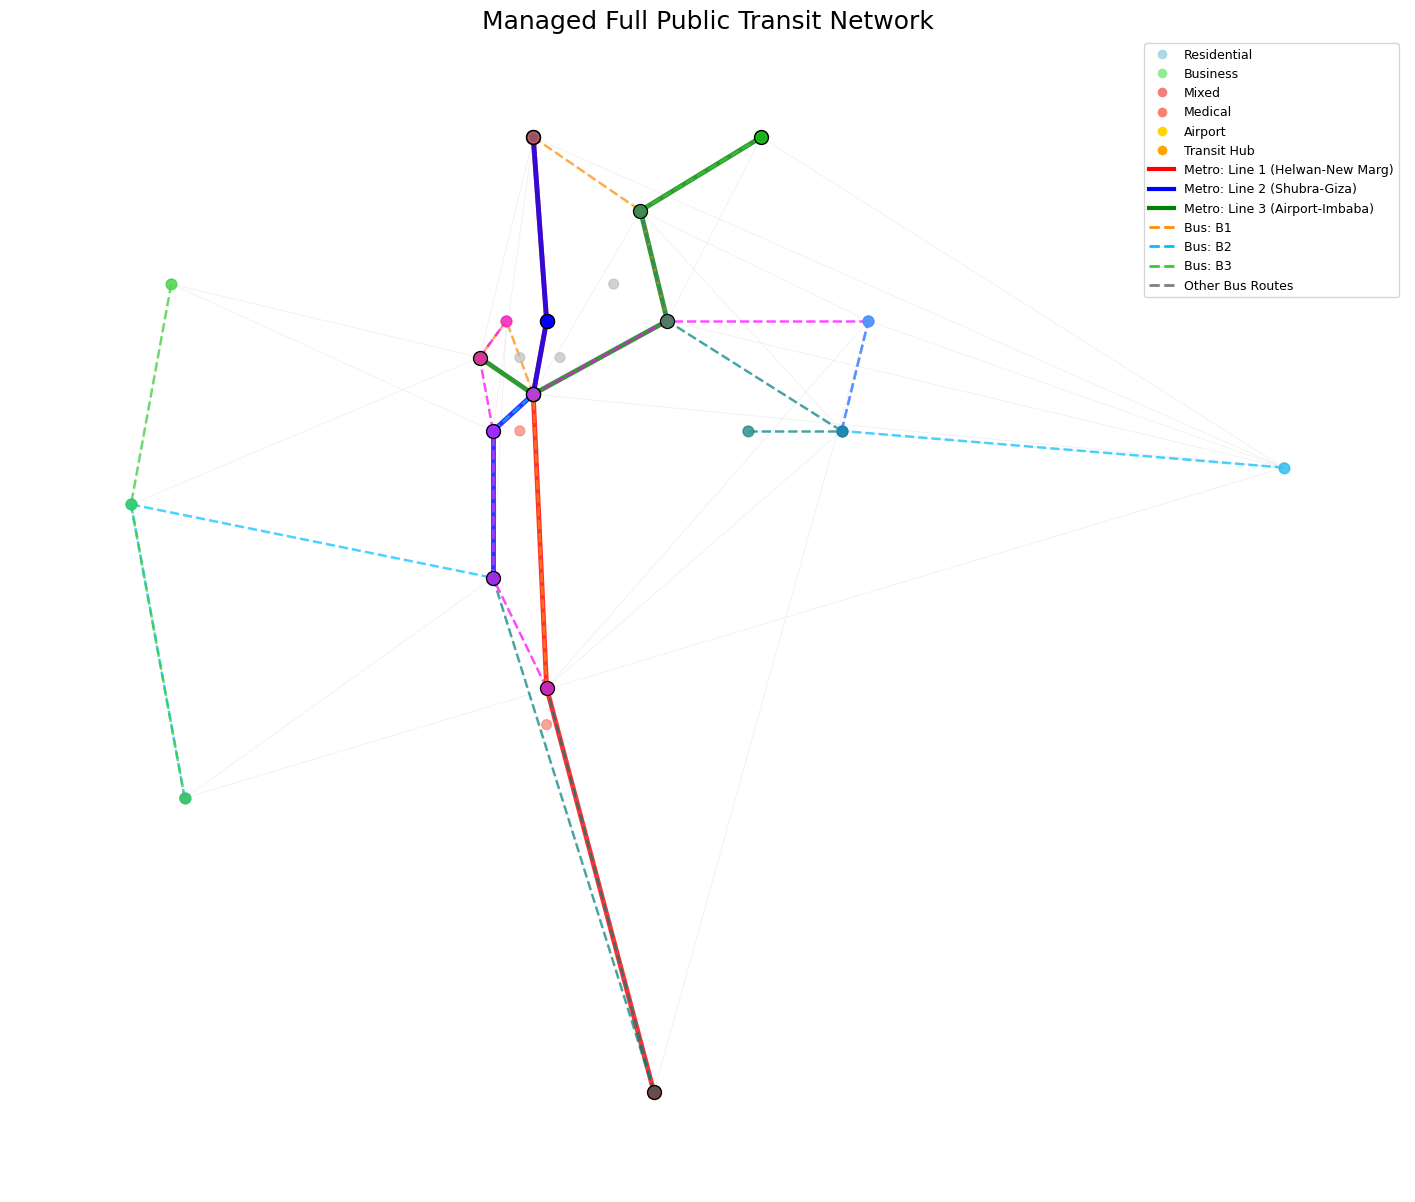 Managed Full Public Transit Network
Residential
Business
Mixed
Medical
Airport
Transit Hub
Metro: Line 1 (Helwan-New Marg)
Metro: Line 2 (Shubra-Giza)
Metro: Line 3 (Airport-Imbaba)
Bus: B1
Bus: B2
Bus: B3
Other Bus Routes